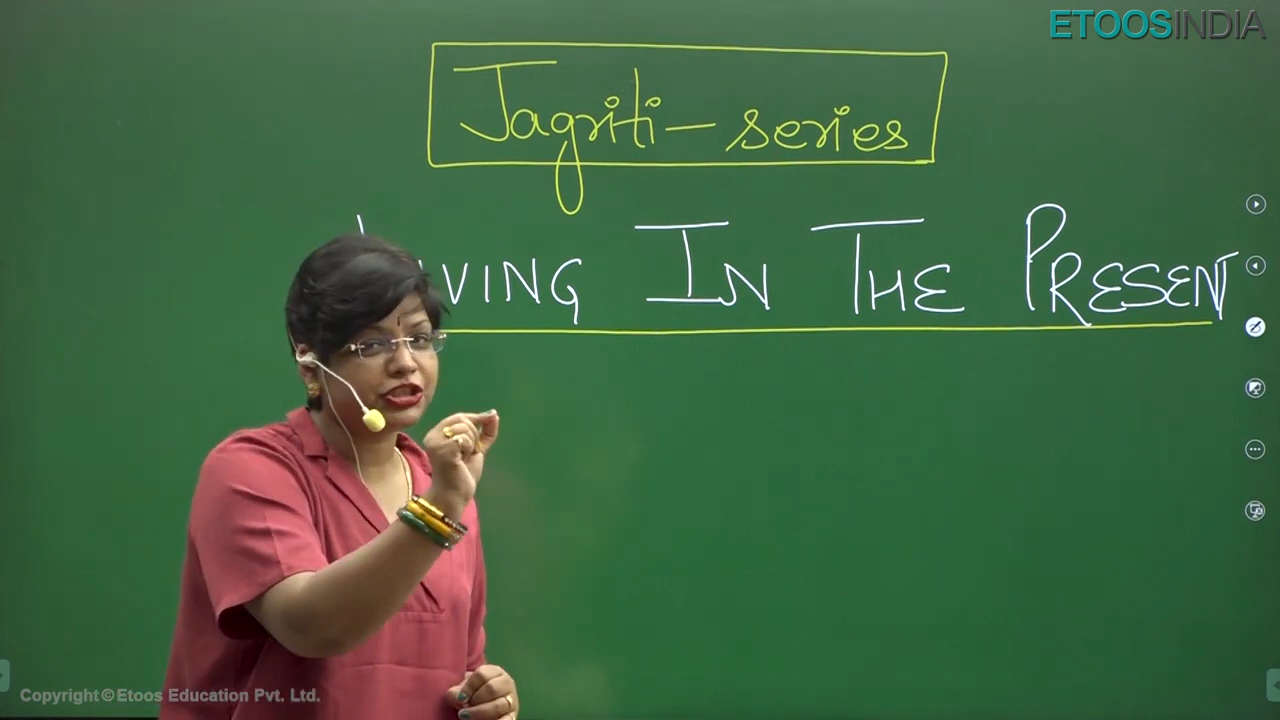 ETOOSINDIA
Jagriti - series
IN THE PRESENT
Copyright © Etoos Education Pvt. Ltd.